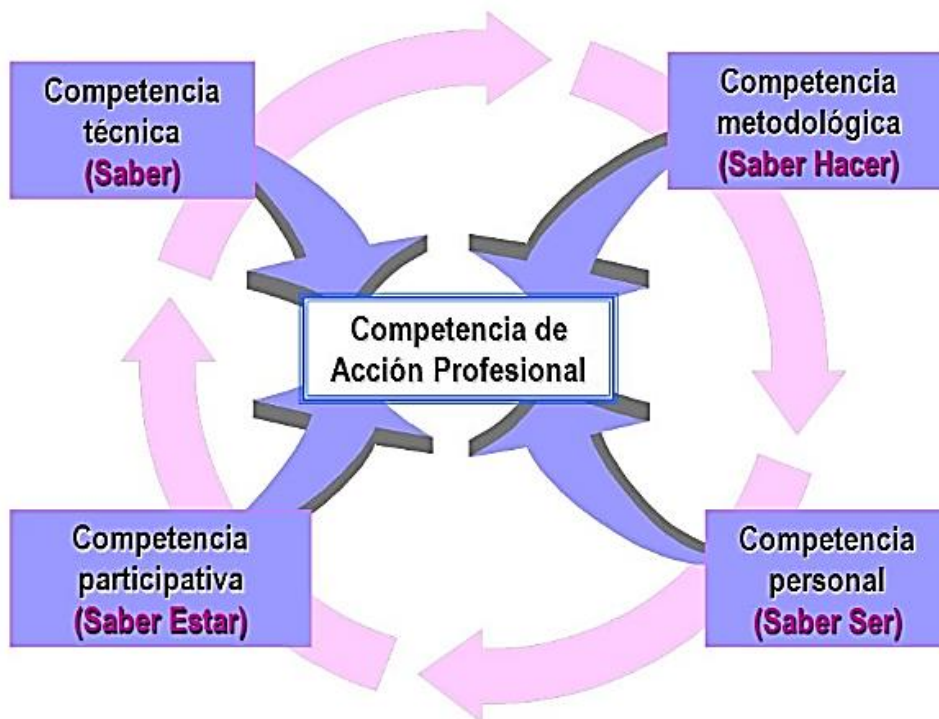 Competencia
técnica
(Saber)
Competencia
metodológica
(Saber Hacer)
Competencia de
Acción Profesional
Competencia
participativa
(Saber Estar)
Competencia
personal
(Saber Ser)